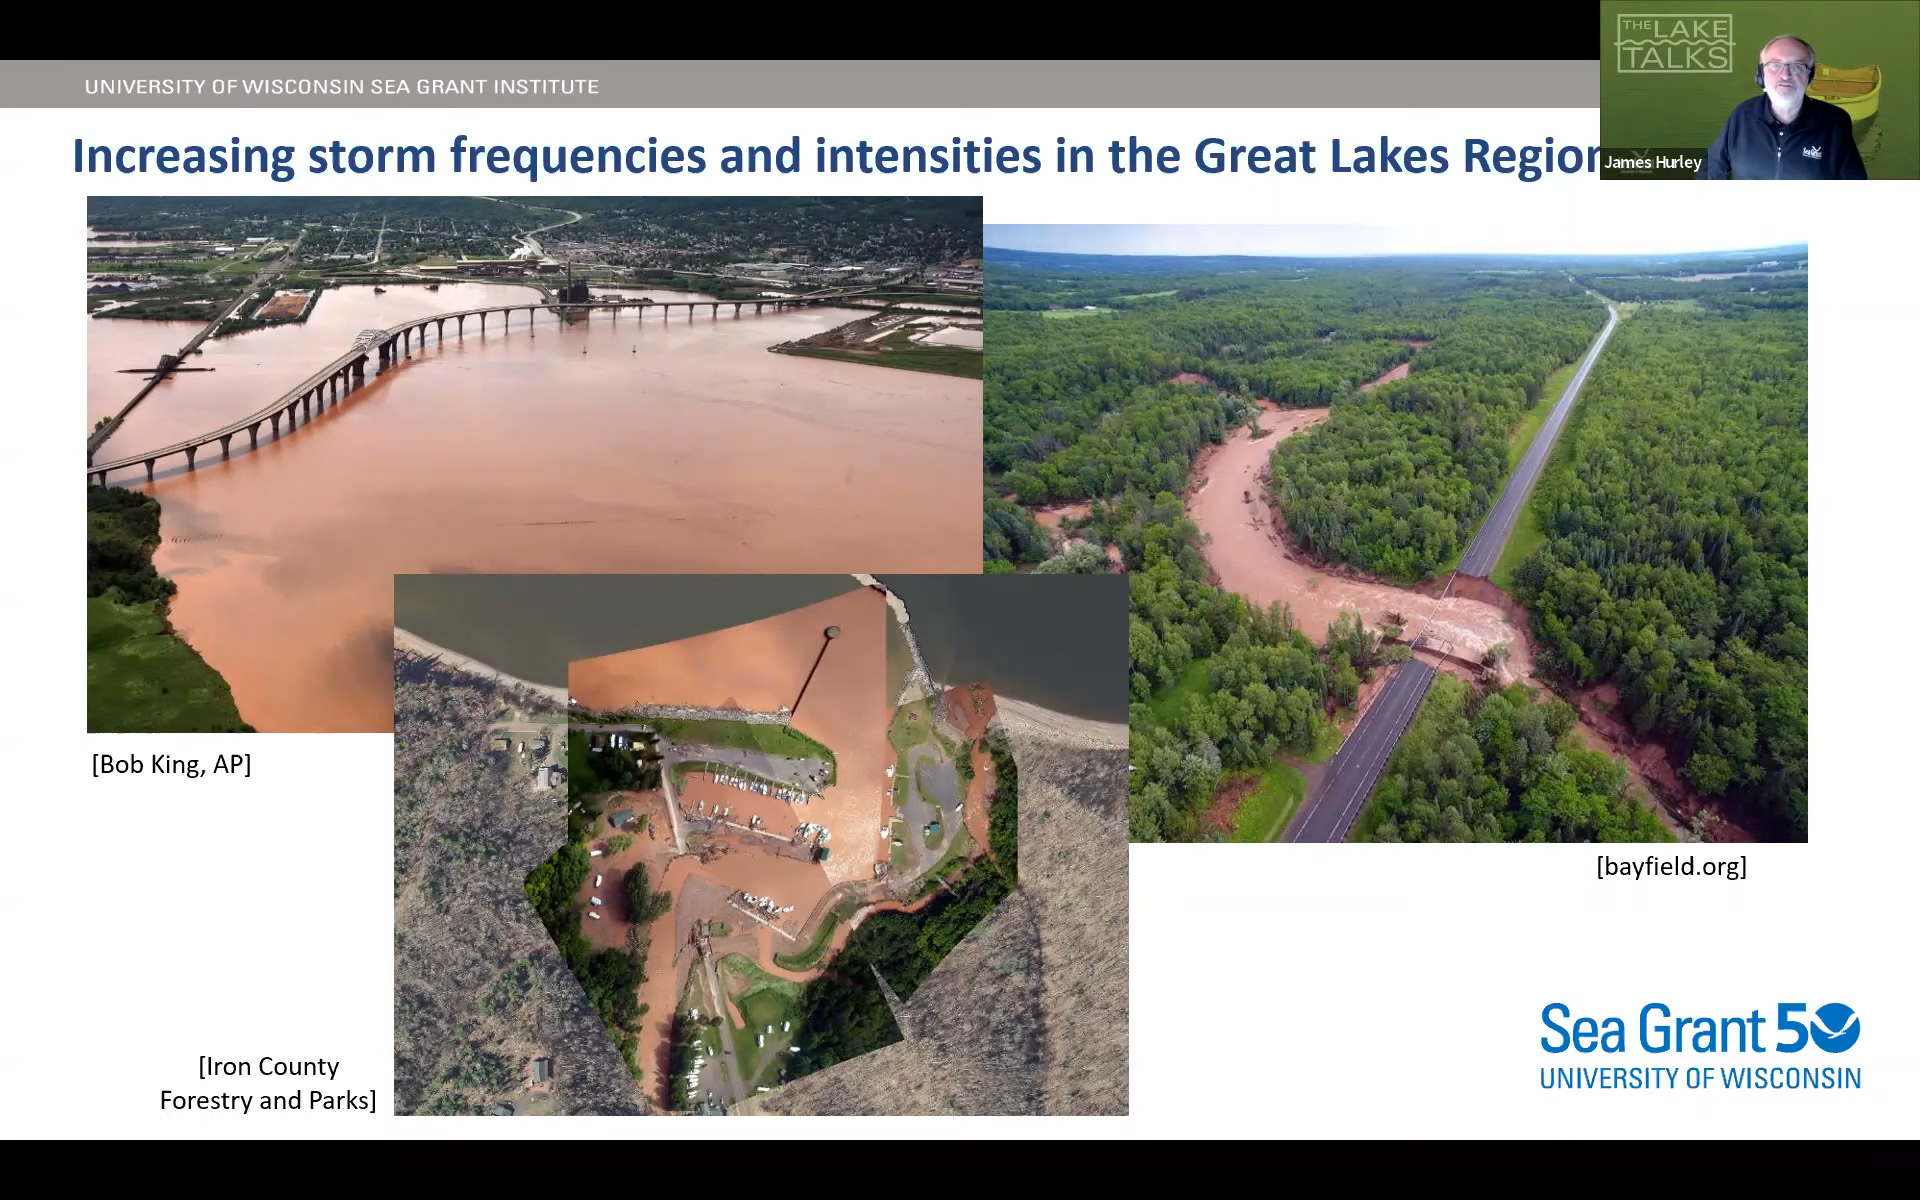 UNIVERSITY OF WISCONSIN SEA GRANT INSTITUTE
THE LAKE
TALKS
James Hurley
Increasing storm frequencies and intensities in the Great Lakes Region
[Bob King, AP]
[bayfield.org]
[Iron County
Forestry and Parks]
Sea Grant 50
UNIVERSITY OF WISCONSIN